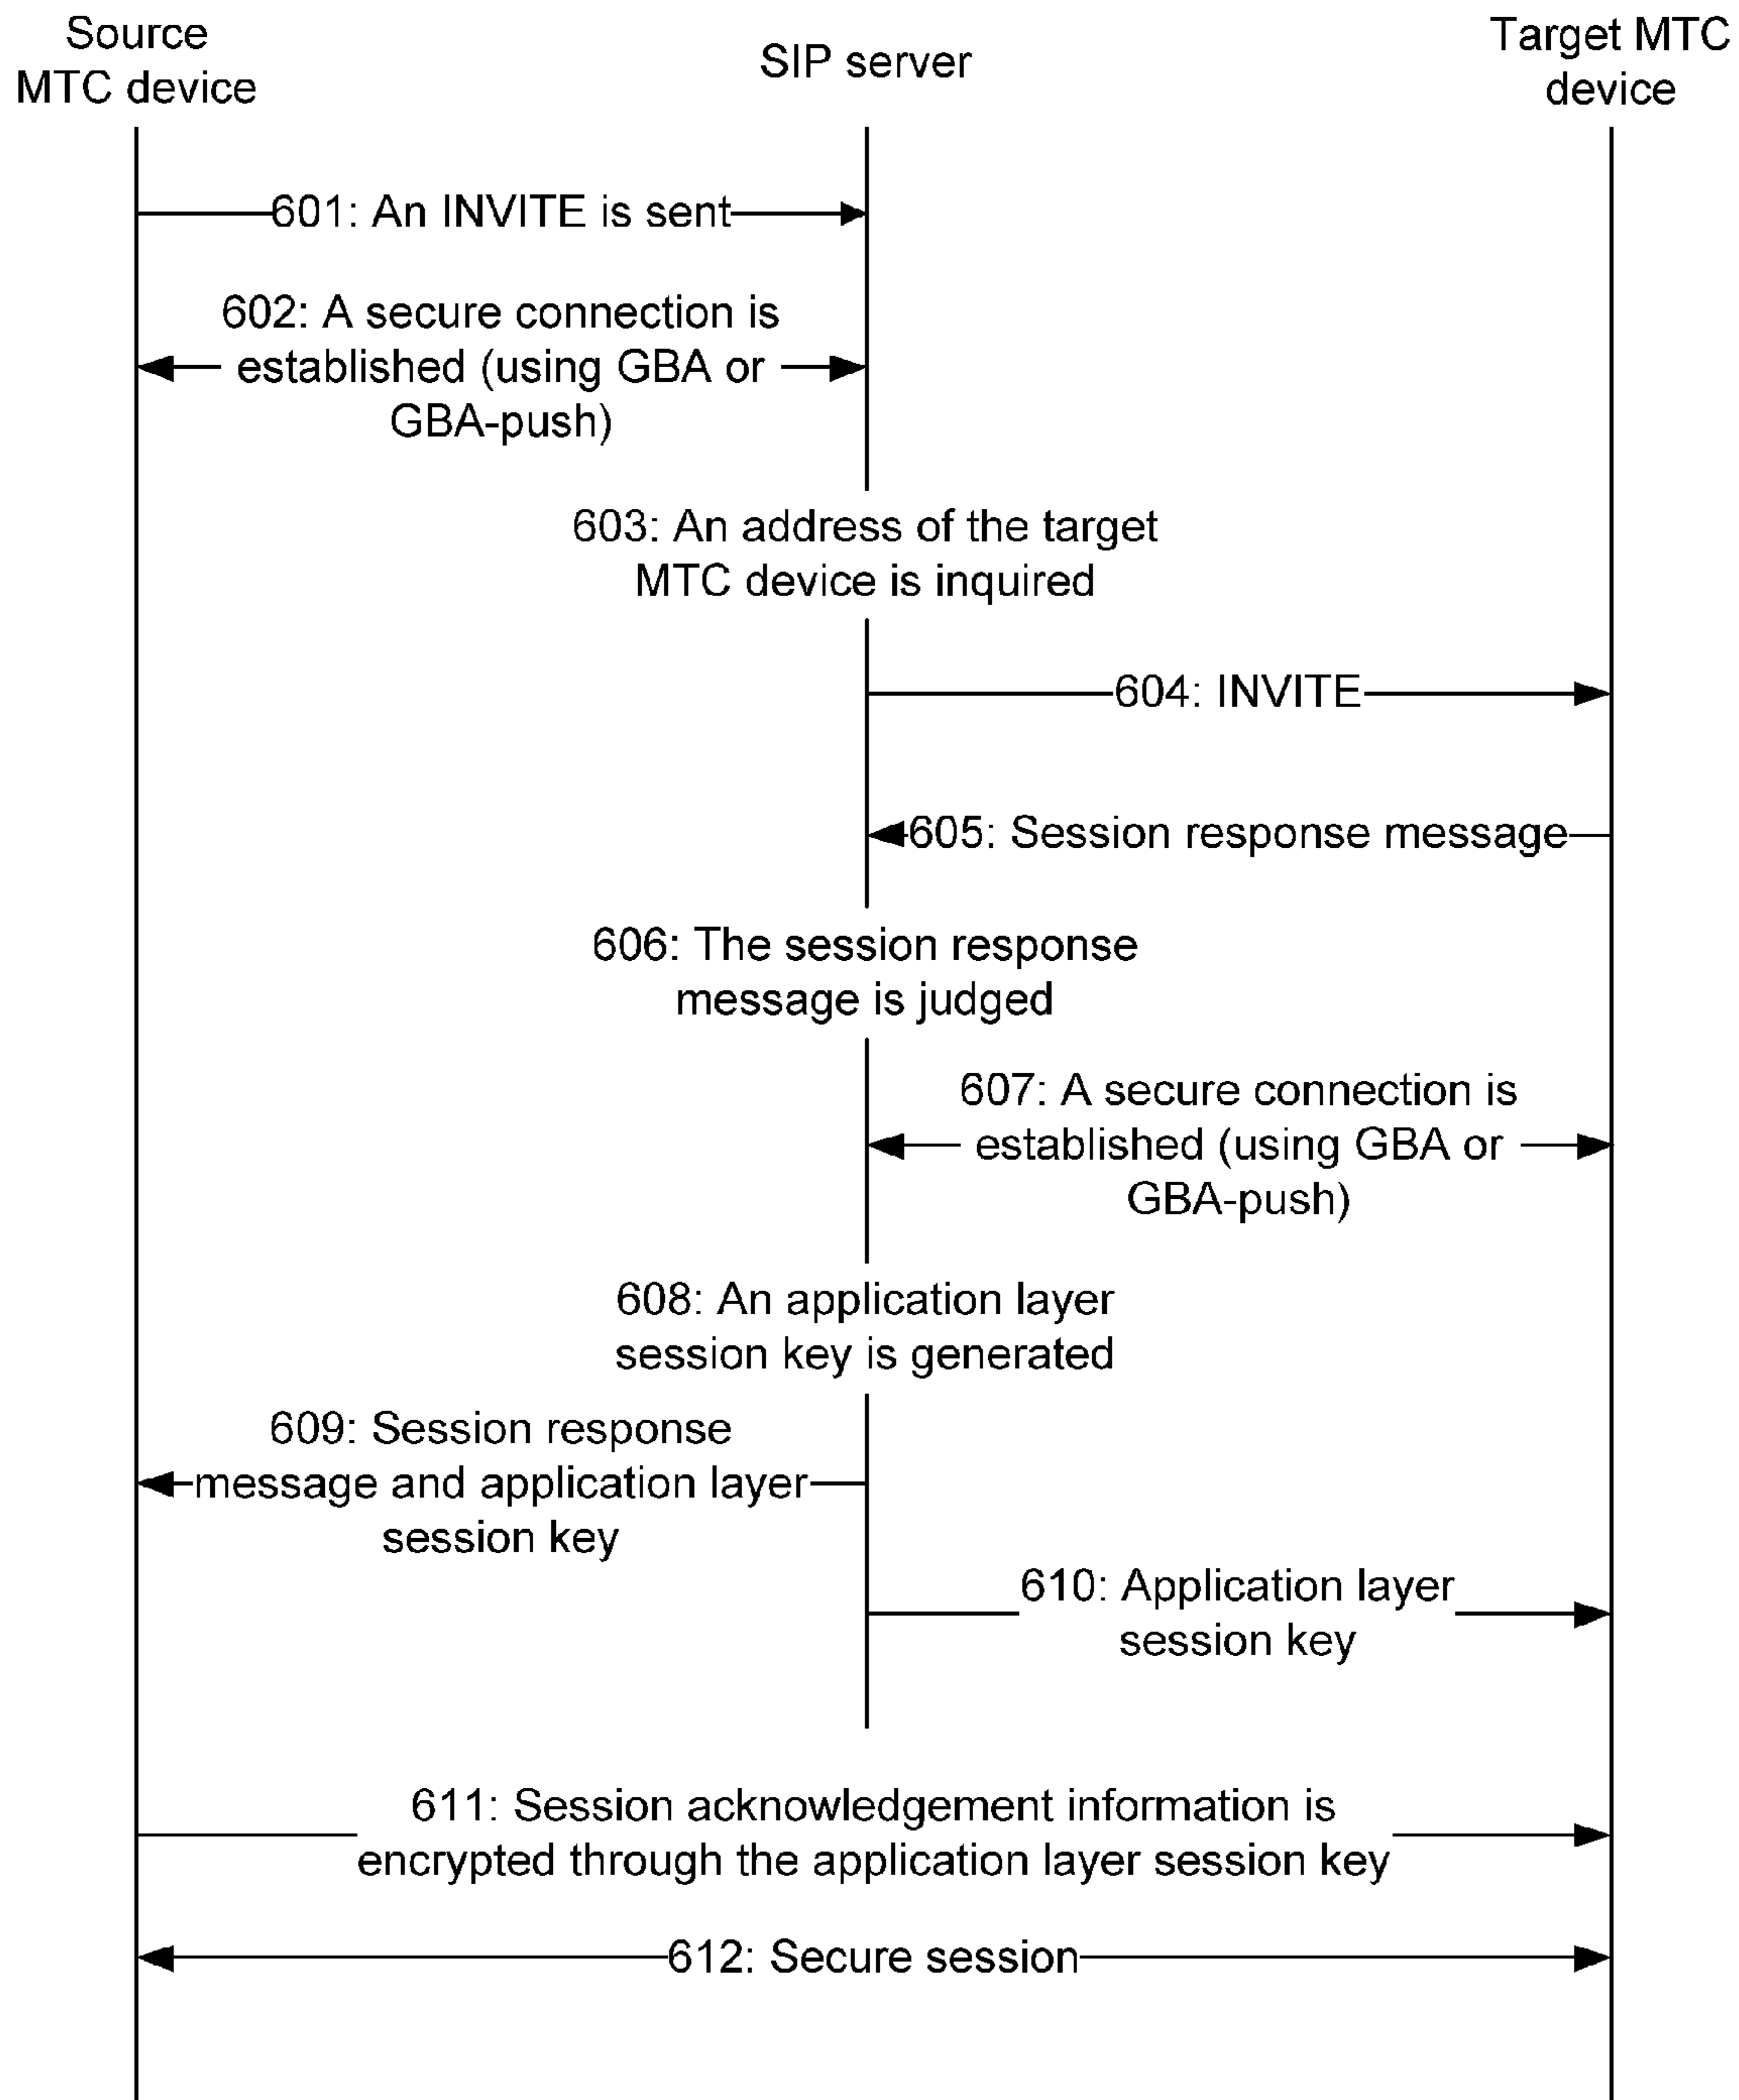 Source
MTC device
SIP server
Target MTC
device
601: An INVITE is sent
602: A secure connection is
established (using GBA or
GBA-push)
603: An address of the target
MTC device is inquired
604: INVITE
605: Session response message
606: The session response
message is judged
607: A secure connection is
established (using GBA or
GBA-push)
608: An application layer
session key is generated
609: Session response
message and application layer
session key
610: Application layer
session key
611: Session acknowledgement information is
encrypted through the application layer session key
612: Secure session